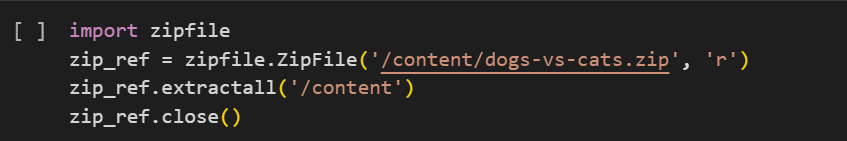 [ ] import zipfile
zip_ref = zipfile.ZipFile('/content/dogs-vs-cats.zip', 'r')
zip_ref.extractall('/content')
zip_ref.close()